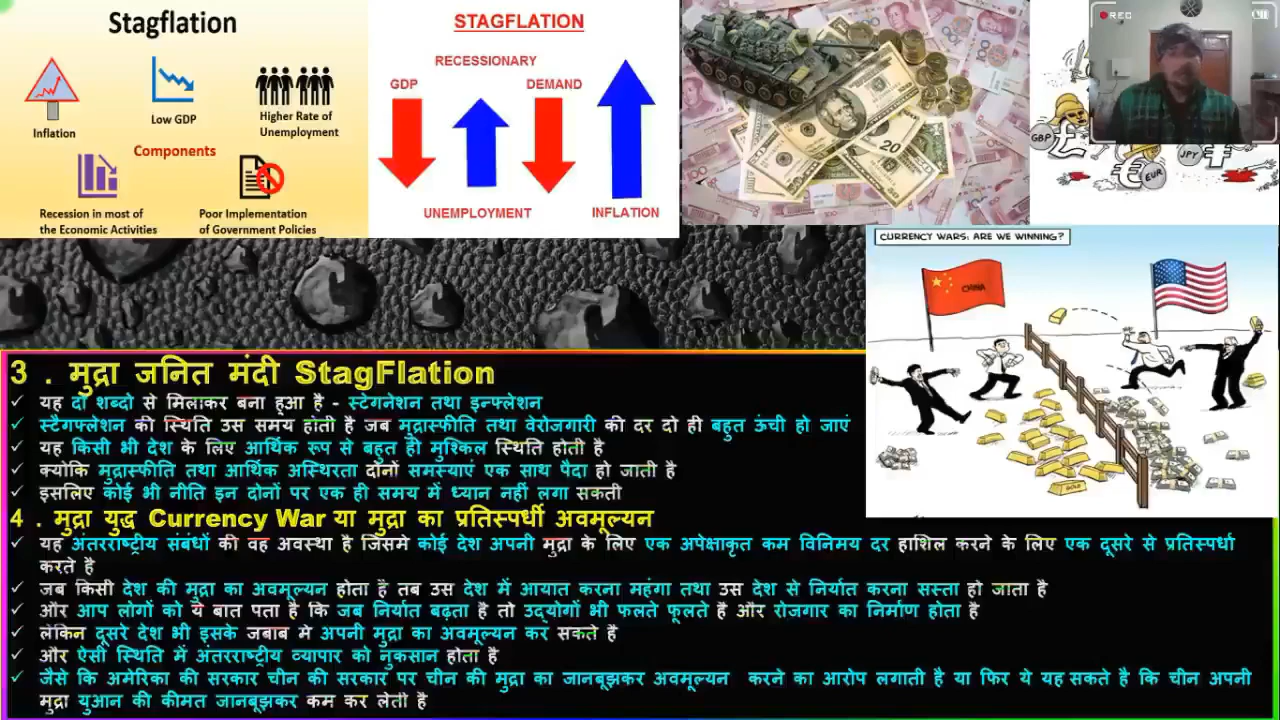 Stagflation
Inflation
Low GDP
Higher Rate of
Unemployment
Components
Recession in most of
the Economic Activities
Poor Implementation
of Government Policies
STAGFLATION
RECESSIONARY
GDP
DEMAND
UNEMPLOYMENT
INFLATION
20
100
REC
GBP
£
€
EUR
JPY
¥
CURRENCY WARS: ARE WE WINNING?
CHINA
GOLD
3 . मुद्रा जनित मंदी StagFlation
✓ यह दो शब्दो से मिलाकर बना हुआ है - स्टेगनेशन तथा इन्फ्लेशन
✓ स्टैगफ्लेशन की स्थिति उस समय होती है जब मुद्रास्फीति तथा वेरोजगारी की दर दो ही बहुत ऊंची हो जाएं
✓ यह किसी भी देश के लिए आर्थिक रूप से बहुत ही मुश्किल स्थिति होती है
✓ क्योकि मुद्रास्फीति तथा आर्थिक अस्थिरता दोनों समस्याएं एक साथ पैदा हो जाती है
✓ इसलिए कोई भी नीति इन दोनों पर एक ही समय में ध्यान नहीं लगा सकती
4 . मुद्रा युद्ध Currency War या मुद्रा का प्रतिस्पर्धी अवमूल्यन
✓ यह अंतरराष्ट्रीय संबंधों की वह अवस्था है जिसमे कोई देश अपनी मुद्रा के लिए एक अपेक्षाकृत कम विनिमय दर हाशिल करने के लिए एक दूसरे से प्रतिस्पर्धा
करते है
✓ जब किसी देश की मुद्रा का अवमूल्यन होता है तब उस देश में आयात करना महंगा तथा उस देश से निर्यात करना सस्ता हो जाता है
✓ और आप लोगों को ये बात पता है कि जब निर्यात बढ़ता है तो उद्योगों भी फलते फूलते है और रोजगार का निर्माण होता है
✓ लेकिन दूसरे देश भी इसके जबाब मे अपनी मुद्रा का अवमूल्यन कर सकते है
✓ और ऐसी स्थिति में अंतरराष्ट्रीय व्यापार को नुकसान होता है
✓ जैसे कि अमेरिका की सरकार चीन की सरकार पर चीन की मुद्रा का जानबूझकर अवमूल्यन करने का आरोप लगाती है या फिर ये यह सकते है कि चीन अपनी
मुद्रा युआन की कीमत जानबूझकर कम कर लेती है